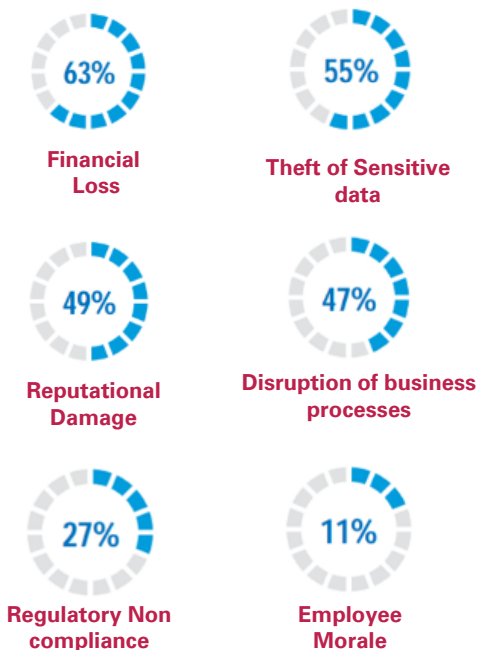 63%
Financial
Loss
55%
Theft of Sensitive
data
49%
Reputational
Damage
47%
Disruption of business
processes
27%
Regulatory Non
compliance
11%
Employee
Morale